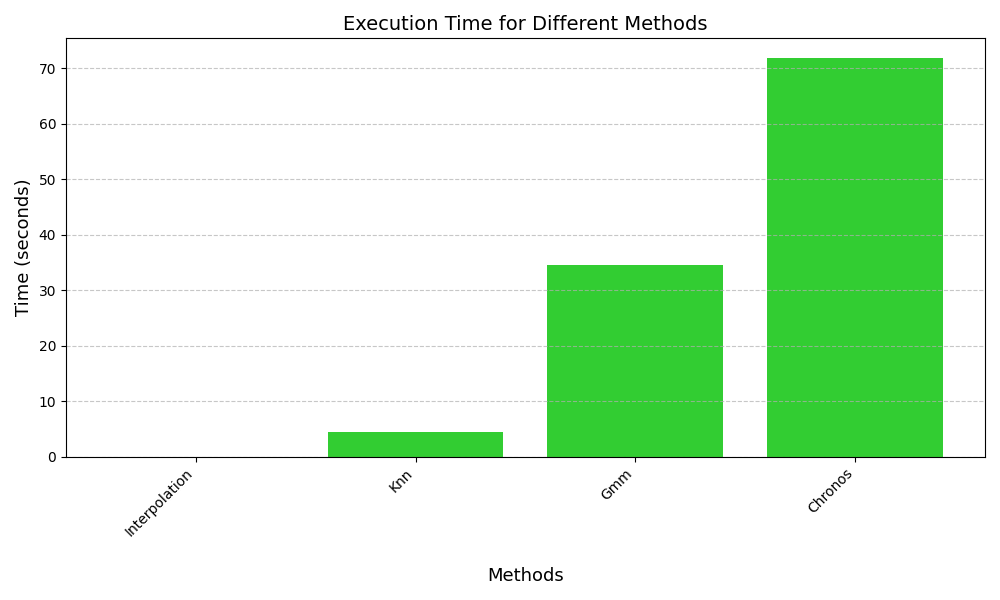 Execution Time for Different Methods
Time (seconds)
70
60
50
40
30
20
10
0
Interpolation
Knn
Gmm
Chronos
Methods